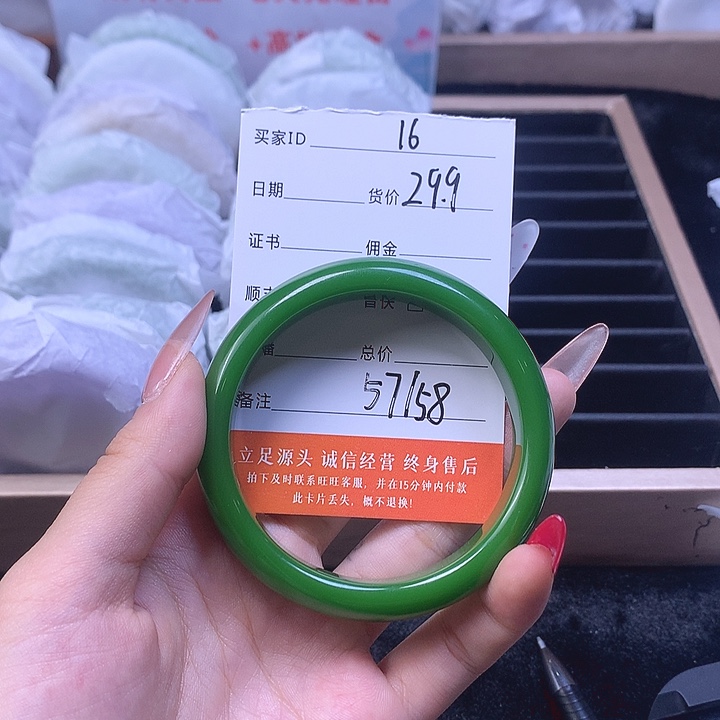 买家ID 16
日期 货价 29.9
证书 佣金
顺
总价
备注 57/58
立足源头 诚信经营 终身售后
拍下及时联系旺旺客服，并在15分钟内付款
此卡片丢失，概不退换！